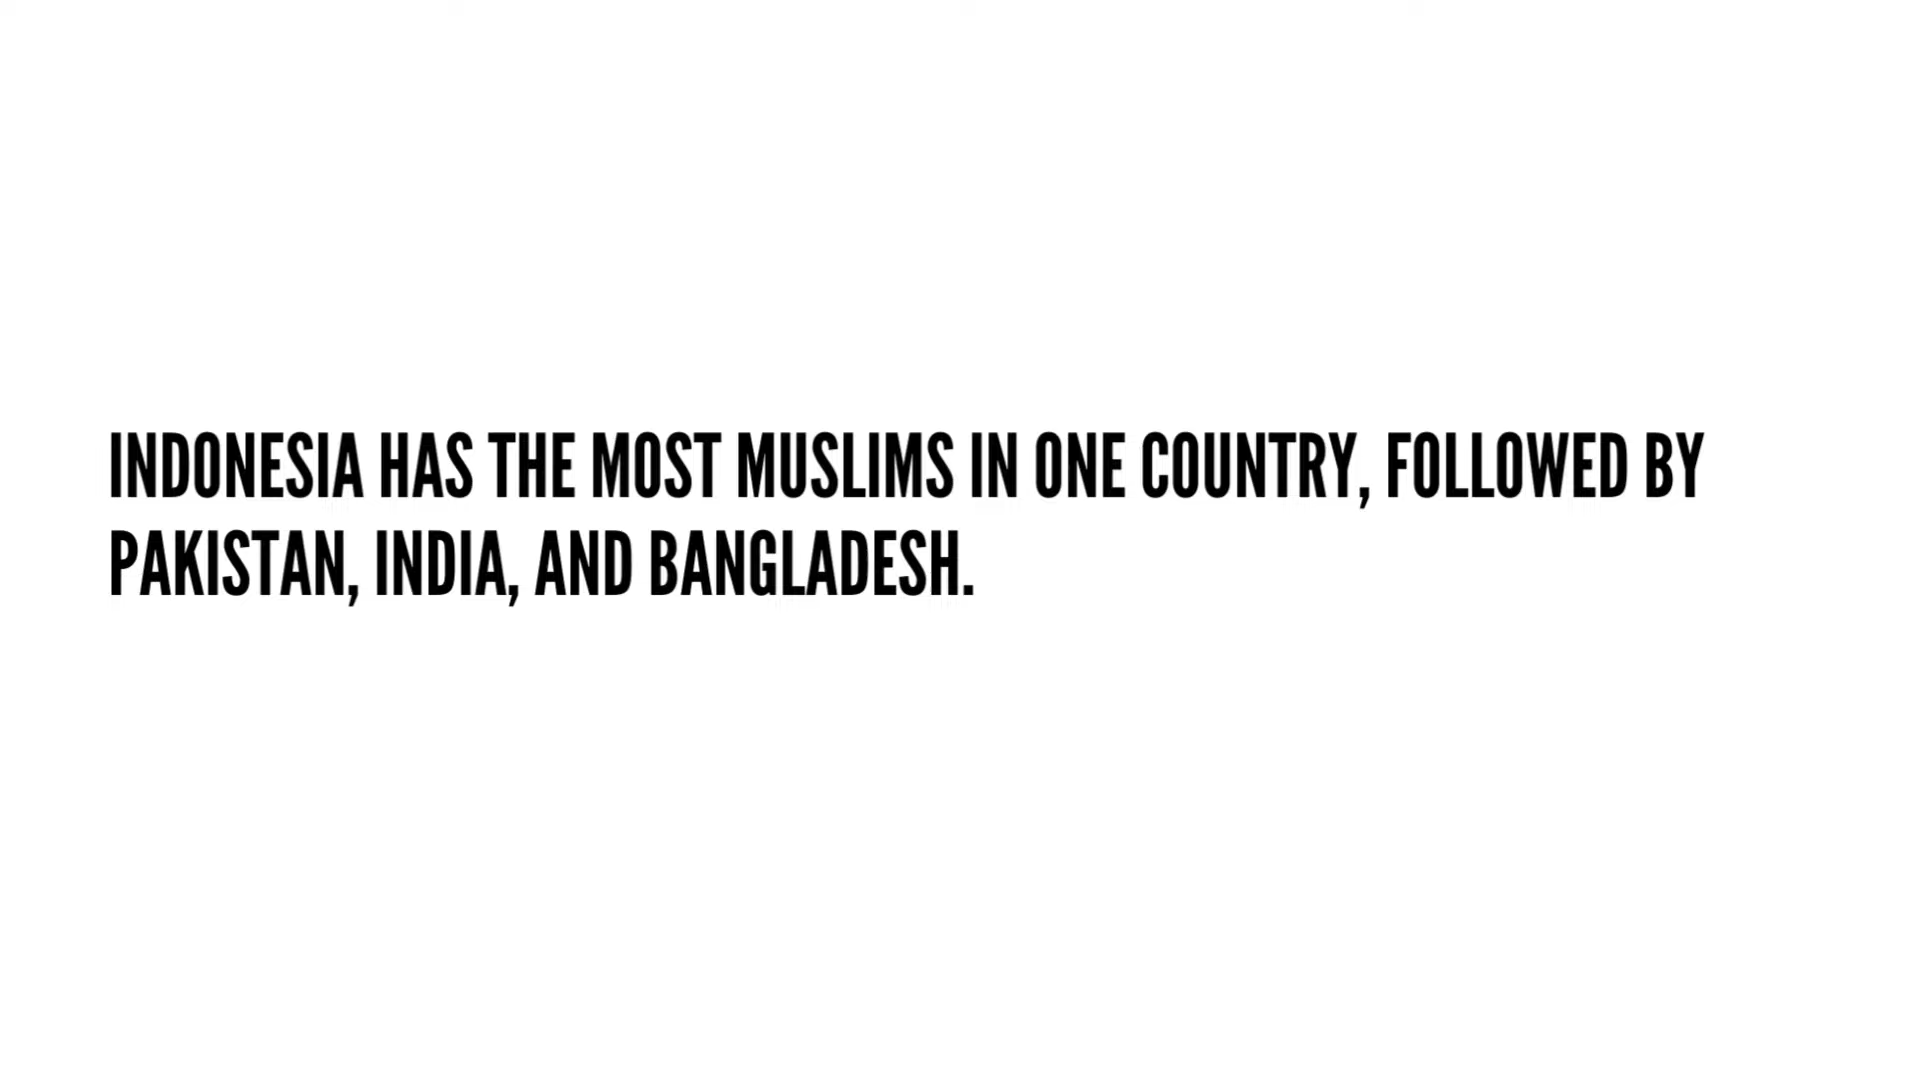 INDONESIA HAS THE MOST MUSLIMS IN ONE COUNTRY, FOLLOWED BY
PAKISTAN, INDIA, AND BANGLADESH.